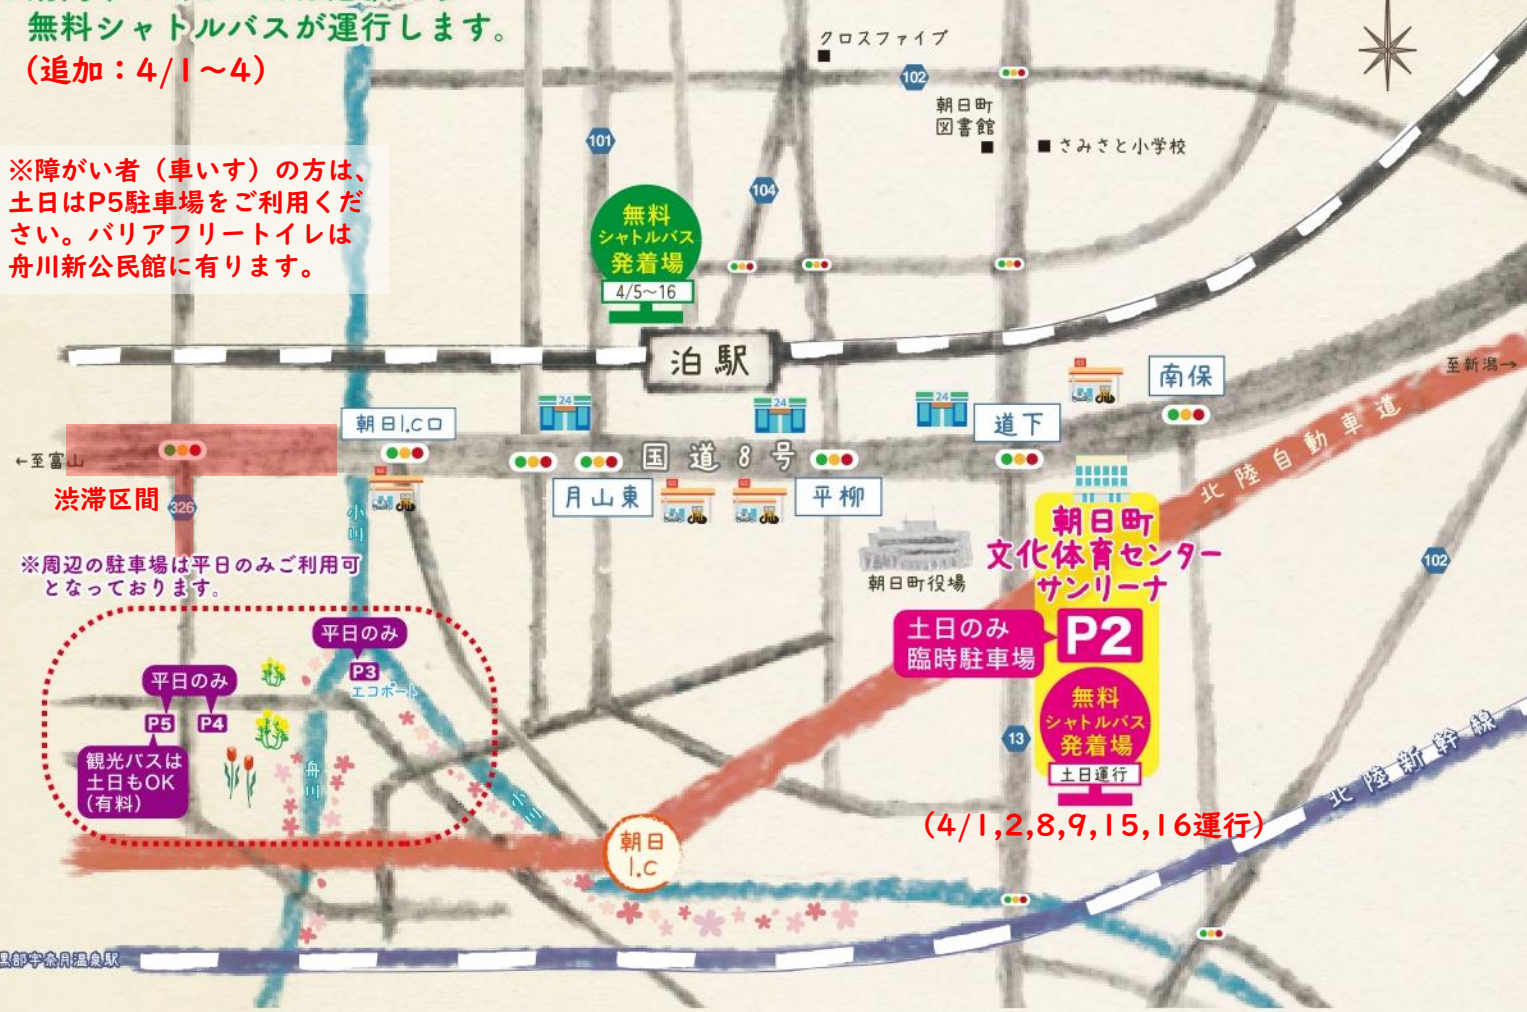 無料シャトルバスが運行します。
(追加：4/1～4)
※障がい者（車いす）の方は、
土日はP5駐車場をご利用くだ
さい。バリアフリートイレは
舟川新公民館に有ります。
クロスファイブ
102
朝日町
図書館
さみさと小学校
101
104
無料
シャトルバス
発着場
4/5～16
泊駅
至新潟→
南保
24
24
24
朝日I.C口
道下
←至富山
国道8号
北陸自動車道
渋滞区間
326
月山東
平柳
小川
朝日町役場
朝日町
文化体育センター
サンリーナ
102
※周辺の駐車場は平日のみご利用可
となっております。
平日のみ
P3
エコポート
平日のみ
P5
P4
観光バスは
土日もOK
(有料)
舟川
小川
土日のみ
臨時駐車場
P2
無料
シャトルバス
発着場
土日運行
13
(4/1,2,8,9,15,16運行)
北陸新幹線
朝日
I.C
黒部宇奈月温泉駅